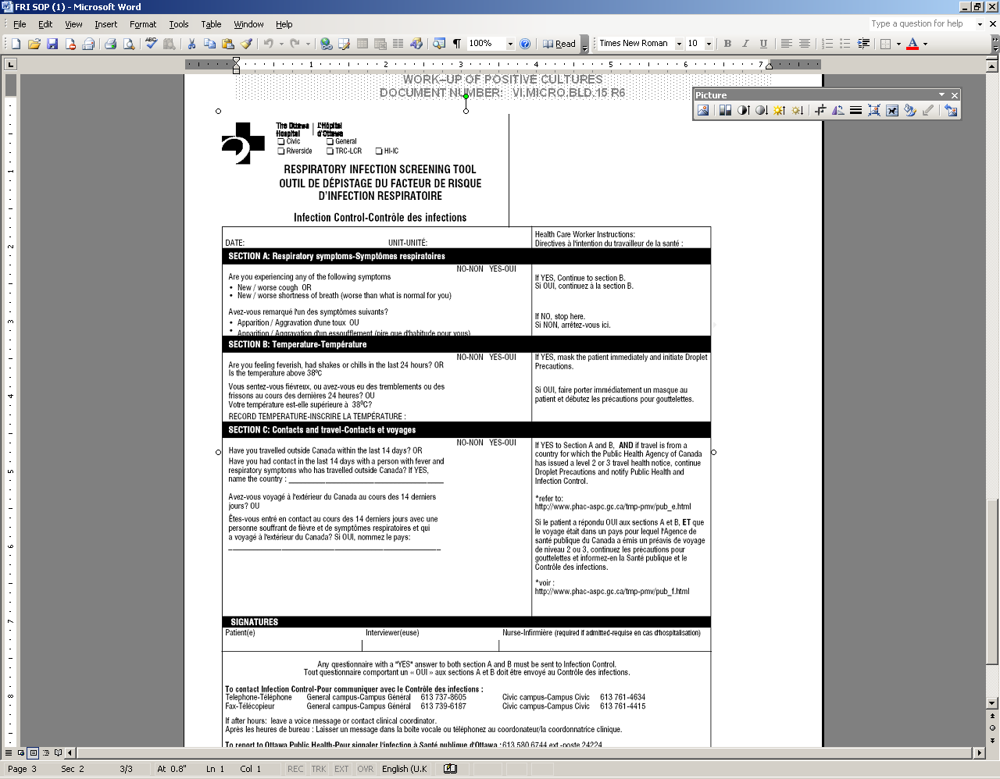 FRI SOP (1) - Microsoft Word
File Edit View Insert Format Tools Table Window Help
Type a question for help
100%
Read
Times New Roman
10
B I U
A
1 2 3 4 5 6 7
WORK–UP OF POSITIVE CULTURES
DOCUMENT NUMBER: VI.MICRO.BLD.15 R6
Picture
The Ottawa Hospital
L'Hôpital d'Ottawa
Civic General
Riverside TRC-LCR HI-IC
RESPIRATORY INFECTION SCREENING TOOL
OUTIL DE DÉPISTAGE DU FACTEUR DE RISQUE
D'INFECTION RESPIRATOIRE
Infection Control-Contrôle des infections
DATE: UNIT-UNITÉ:
Health Care Worker Instructions:
Directives à l'intention du travailleur de la santé :
SECTION A: Respiratory symptoms-Symptômes respiratoires
NO-NON YES-OUI
Are you experiencing any of the following symptoms
• New / worse cough OR
• New / worse shortness of breath (worse than what is normal for you)
Avez-vous remarqué l'un des symptômes suivants?
• Apparition / Aggravation d'une toux OU
• Apparition / Aggravation d'un essoufflement (pire que d'habitude pour vous)
If YES, Continue to section B.
Si OUI, continuez à la section B.
If NO, stop here.
Si NON, arrêtez-vous ici.
SECTION B: Temperature-Température
NO-NON YES-OUI
Are you feeling feverish, had shakes or chills in the last 24 hours? OR
Is the temperature above 38ºC
Vous sentez-vous fiévreux, ou avez-vous eu des tremblements ou des
frissons au cours des dernières 24 heures? OU
Votre température est-elle supérieure à 38ºC?
RECORD TEMPERATURE-INSCRIRE LA TEMPÉRATURE :
If YES, mask the patient immediately and initiate Droplet
Precautions.
Si OUI, faire porter immédiatement un masque au
patient et débutez les précautions pour gouttelettes.
SECTION C: Contacts and travel-Contacts et voyages
NO-NON YES-OUI
Have you travelled outside Canada within the last 14 days? OR
Have you had contact in the last 14 days with a person with fever and
respiratory symptoms who has travelled outside Canada? If YES,
name the country :
Avez-vous voyagé à l'extérieur du Canada au cours des 14 derniers
jours? OU
Êtes-vous entré en contact au cours des 14 derniers jours avec une
personne souffrant de fièvre et de symptômes respiratoires et qui
a voyagé à l'extérieur du Canada? Si OUI, nommez le pays:
If YES to Section A and B, AND if travel is from a
country for which the Public Health Agency of Canada
has issued a level 2 or 3 travel health notice, continue
Droplet Precautions and notify Public Health and
Infection Control.
*refer to:
http://www.phac-aspc.gc.ca/tmp-pmv/pub_e.html
Si le patient a répondu OUI aux sections A et B, ET que
le voyage était dans un pays pour lequel l'Agence de
santé publique du Canada a émis un préavis de voyage
de niveau 2 ou 3, continuez les précautions pour
gouttelettes et informez-en la Santé publique et le
Contrôle des infections.
*voir :
http://www.phac-aspc.gc.ca/tmp-pmv/pub_f.html
SIGNATURES
Patient(e) Interviewer(euse) Nurse-Infirmière (required if admitted-requise en cas d'hospitalisation)
Any questionnaire with a "YES" answer to both section A and B must be sent to Infection Control.
Tout questionnaire comportant un « OUI » aux sections A et B doit être envoyé au Contrôle des infections.
To contact Infection Control-Pour communiquer avec le Contrôle des infections :
Telephone-Téléphone General campus-Campus Général 613 737-8605 Civic campus-Campus Civic 613 761-4634
Fax-Télécopieur General campus-Campus Général 613 739-6187 Civic campus-Campus Civic 613 761-4415
If after hours: leave a voice message or contact clinical coordinator.
Après les heures de bureau : Laisser un message dans la boîte vocale ou téléphonez au coordonateur/la coordonnatrice clinique.
To report to Ottawa Public Health-Pour signaler l'infection à Santé publique d'Ottawa : 613 580 6744 ext.-poste 24224
1 2 3 4 5 6 7 8
Page 3 Sec 2 3/3 At 0.8" Ln 1 Col 1 REC TRK EXT OVR English (U.K